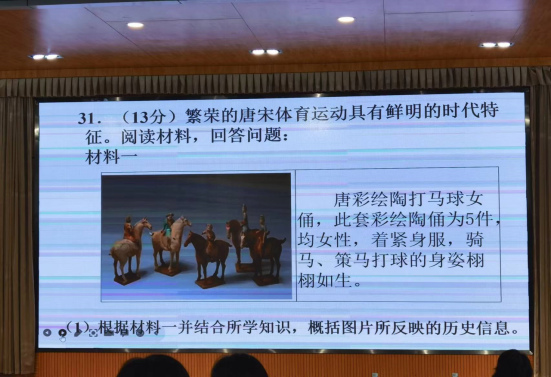 31. （13分）繁荣的唐宋体育运动具有鲜明的时代特
征。阅读材料，回答问题：
材料一
唐彩绘陶打马球女
俑，此套彩绘陶俑为5件，
均女性，着紧身服，骑
马、策马打球的身姿栩
栩如生。
（1）根据材料一并结合所学知识，概括图片所反映的历史信息。